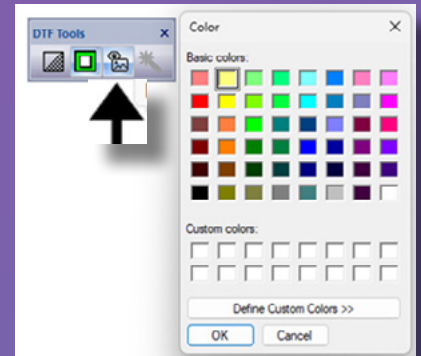 DTF Tools
Color
Basic colors:
Custom colors:
Define Custom Colors >>
OK
Cancel